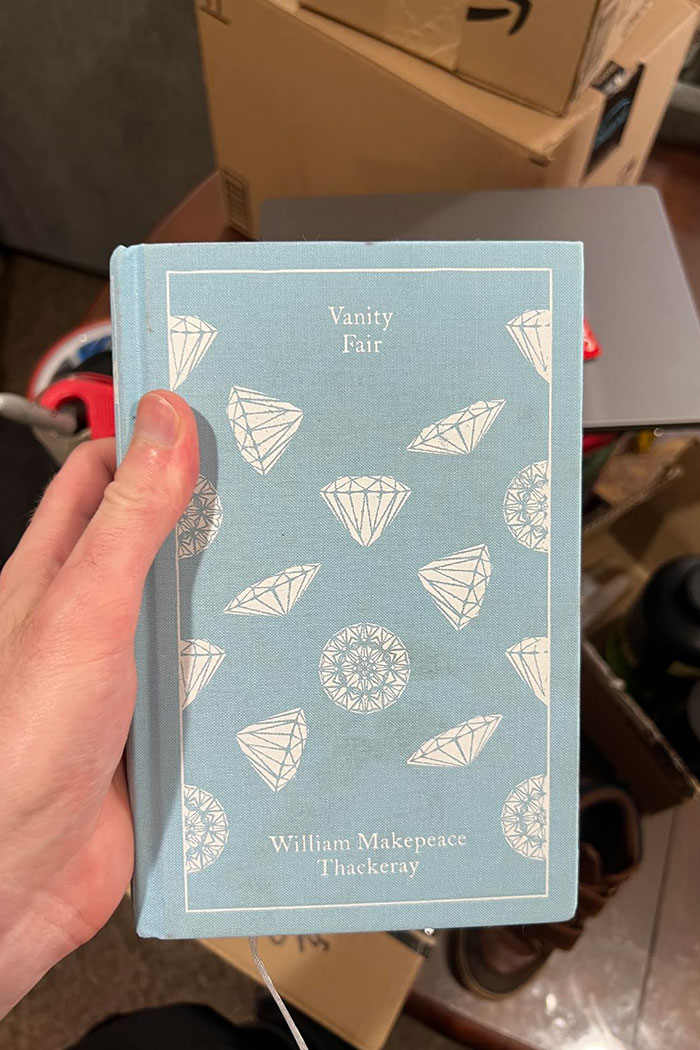 Vanity
Fair
William Makepeace
Thackeray